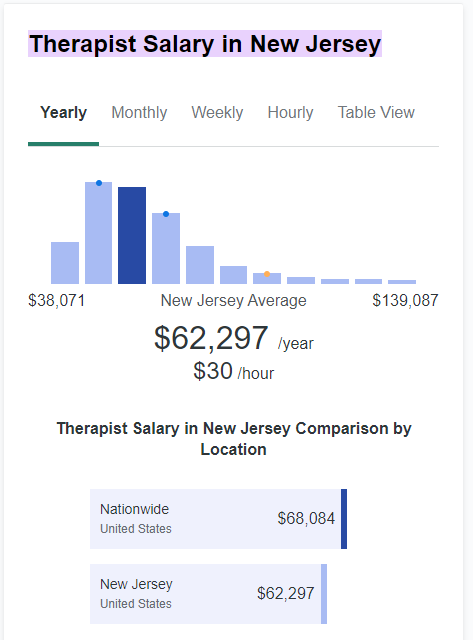 Therapist Salary in New Jersey
Yearly Monthly Weekly Hourly Table View
$38,071 New Jersey Average $139,087
$62,297 /year
$30 /hour
Therapist Salary in New Jersey Comparison by
Location
Nationwide
United States
$68,084
New Jersey
United States
$62,297